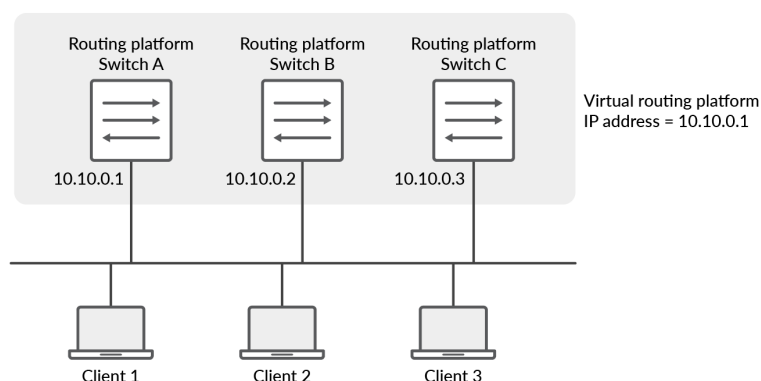 Routing platform
Switch A
Routing platform
Switch B
Routing platform
Switch C
Virtual routing platform
IP address = 10.10.0.1
10.10.0.1
10.10.0.2
10.10.0.3
Client 1
Client 2
Client 3